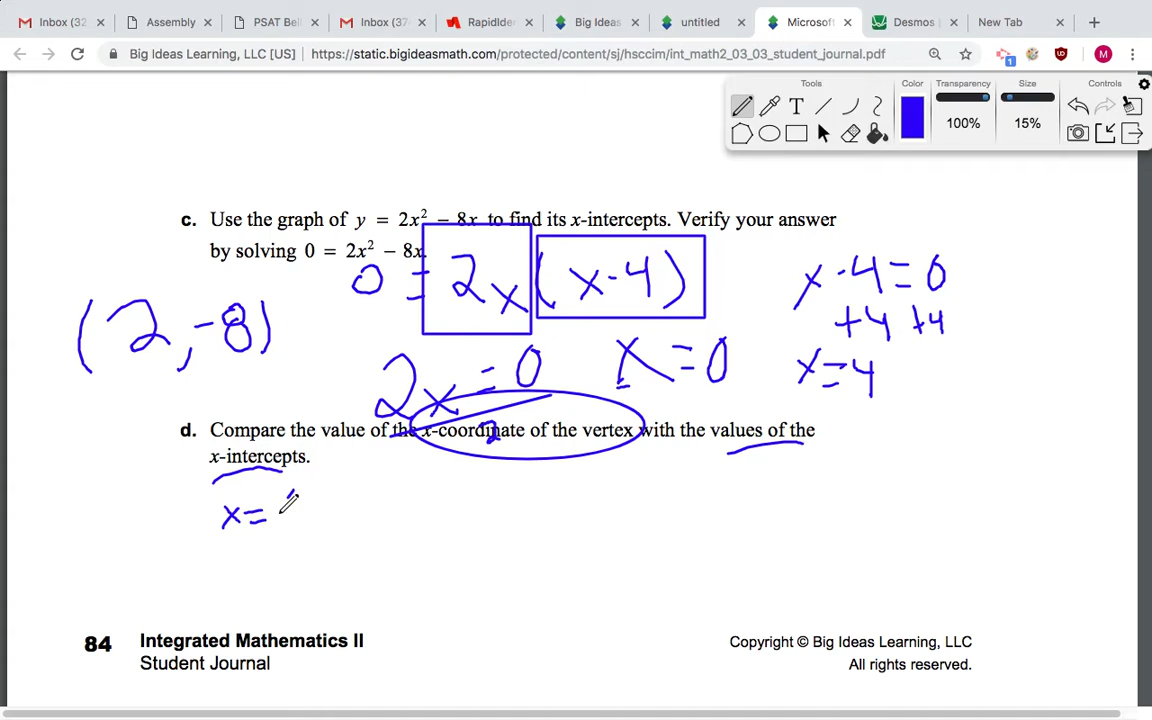 Inbox (32
Assembly
PSAT Bel
Inbox (37
RapidIde
Big Ideas
untitled
Microsof
Desmos |
New Tab
Big Ideas Learning, LLC [US] https://static.bigideasmath.com/protected/content/sj/hsccim/int_math2_03_03_student_journal.pdf
1
M
Tools
Color
Transparency
Size
Controls
T
100%
15%
c. Use the graph of y = 2x² − 8x to find its x-intercepts. Verify your answer
by solving 0 = 2x² − 8x.
0 = 2x (x-4)
x-4=0
+4 +4
x=4
(2,-8)
2x=0
2
x=0
d. Compare the value of the x-coordinate of the vertex with the values of the
x-intercepts.
x=
84 Integrated Mathematics II
Student Journal
Copyright © Big Ideas Learning, LLC
All rights reserved.